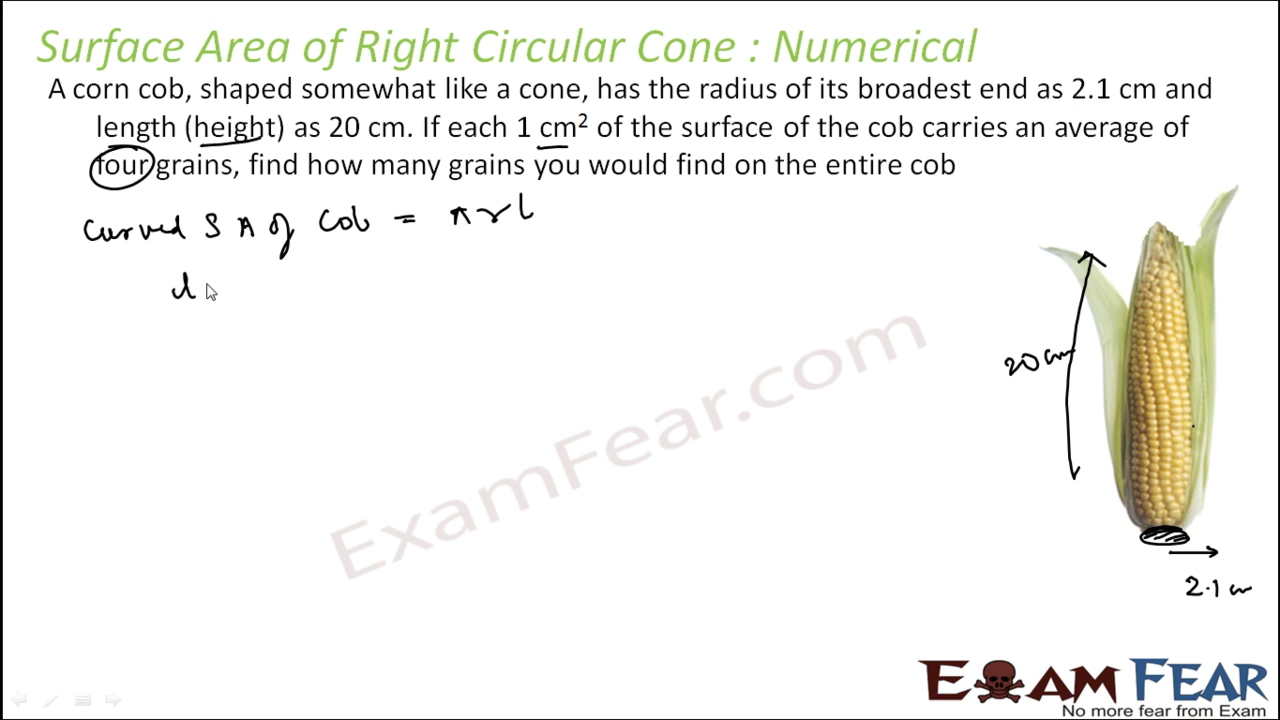 Surface Area of Right Circular Cone : Numerical
A corn cob, shaped somewhat like a cone, has the radius of its broadest end as 2.1 cm and
length (height) as 20 cm. If each 1 cm² of the surface of the cob carries an average of
four grains, find how many grains you would find on the entire cob
Curved S A of Cob = πrl
l
20 cm
2.1 cm
ExamFear.com
EXAM FEAR
No more fear from Exam